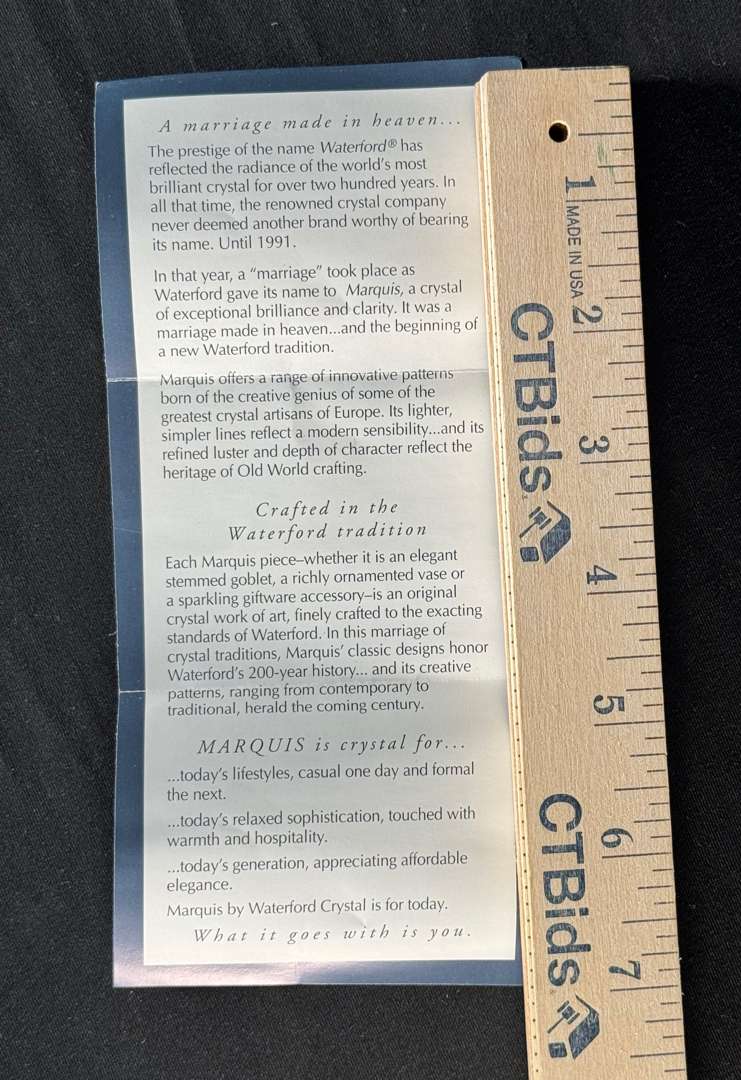 A marriage made in heaven...
The prestige of the name Waterford® has
reflected the radiance of the world's most
brilliant crystal for over two hundred years. In
all that time, the renowned crystal company
never deemed another brand worthy of bearing
its name. Until 1991.
In that year, a "marriage" took place as
Waterford gave its name to Marquis, a crystal
of exceptional brilliance and clarity. It was a
marriage made in heaven...and the beginning of
a new Waterford tradition.
Marquis offers a range of innovative patterns
born of the creative genius of some of the
greatest crystal artisans of Europe. Its lighter,
simpler lines reflect a modern sensibility...and its
refined luster and depth of character reflect the
heritage of Old World crafting.
Crafted in the
Waterford tradition
Each Marquis piece–whether it is an elegant
stemmed goblet, a richly ornamented vase or
a sparkling giftware accessory–is an original
crystal work of art, finely crafted to the exacting
standards of Waterford. In this marriage of
crystal traditions, Marquis' classic designs honor
Waterford's 200-year history... and its creative
patterns, ranging from contemporary to
traditional, herald the coming century.
MARQUIS is crystal for...
...today's lifestyles, casual one day and formal
the next.
...today's relaxed sophistication, touched with
warmth and hospitality.
...today's generation, appreciating affordable
elegance.
Marquis by Waterford Crystal is for today.
What it goes with is you.
1
MADE IN USA
2
CTBids
3
4
5
CTBids
6
7